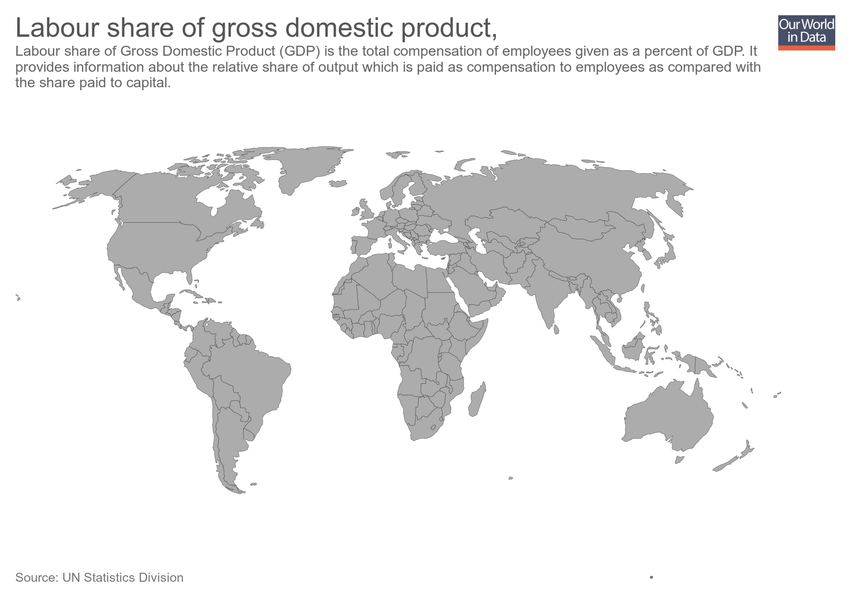 Labour share of gross domestic product,
Our World
in Data
Labour share of Gross Domestic Product (GDP) is the total compensation of employees given as a percent of GDP. It
provides information about the relative share of output which is paid as compensation to employees as compared with
the share paid to capital.
Source: UN Statistics Division
•